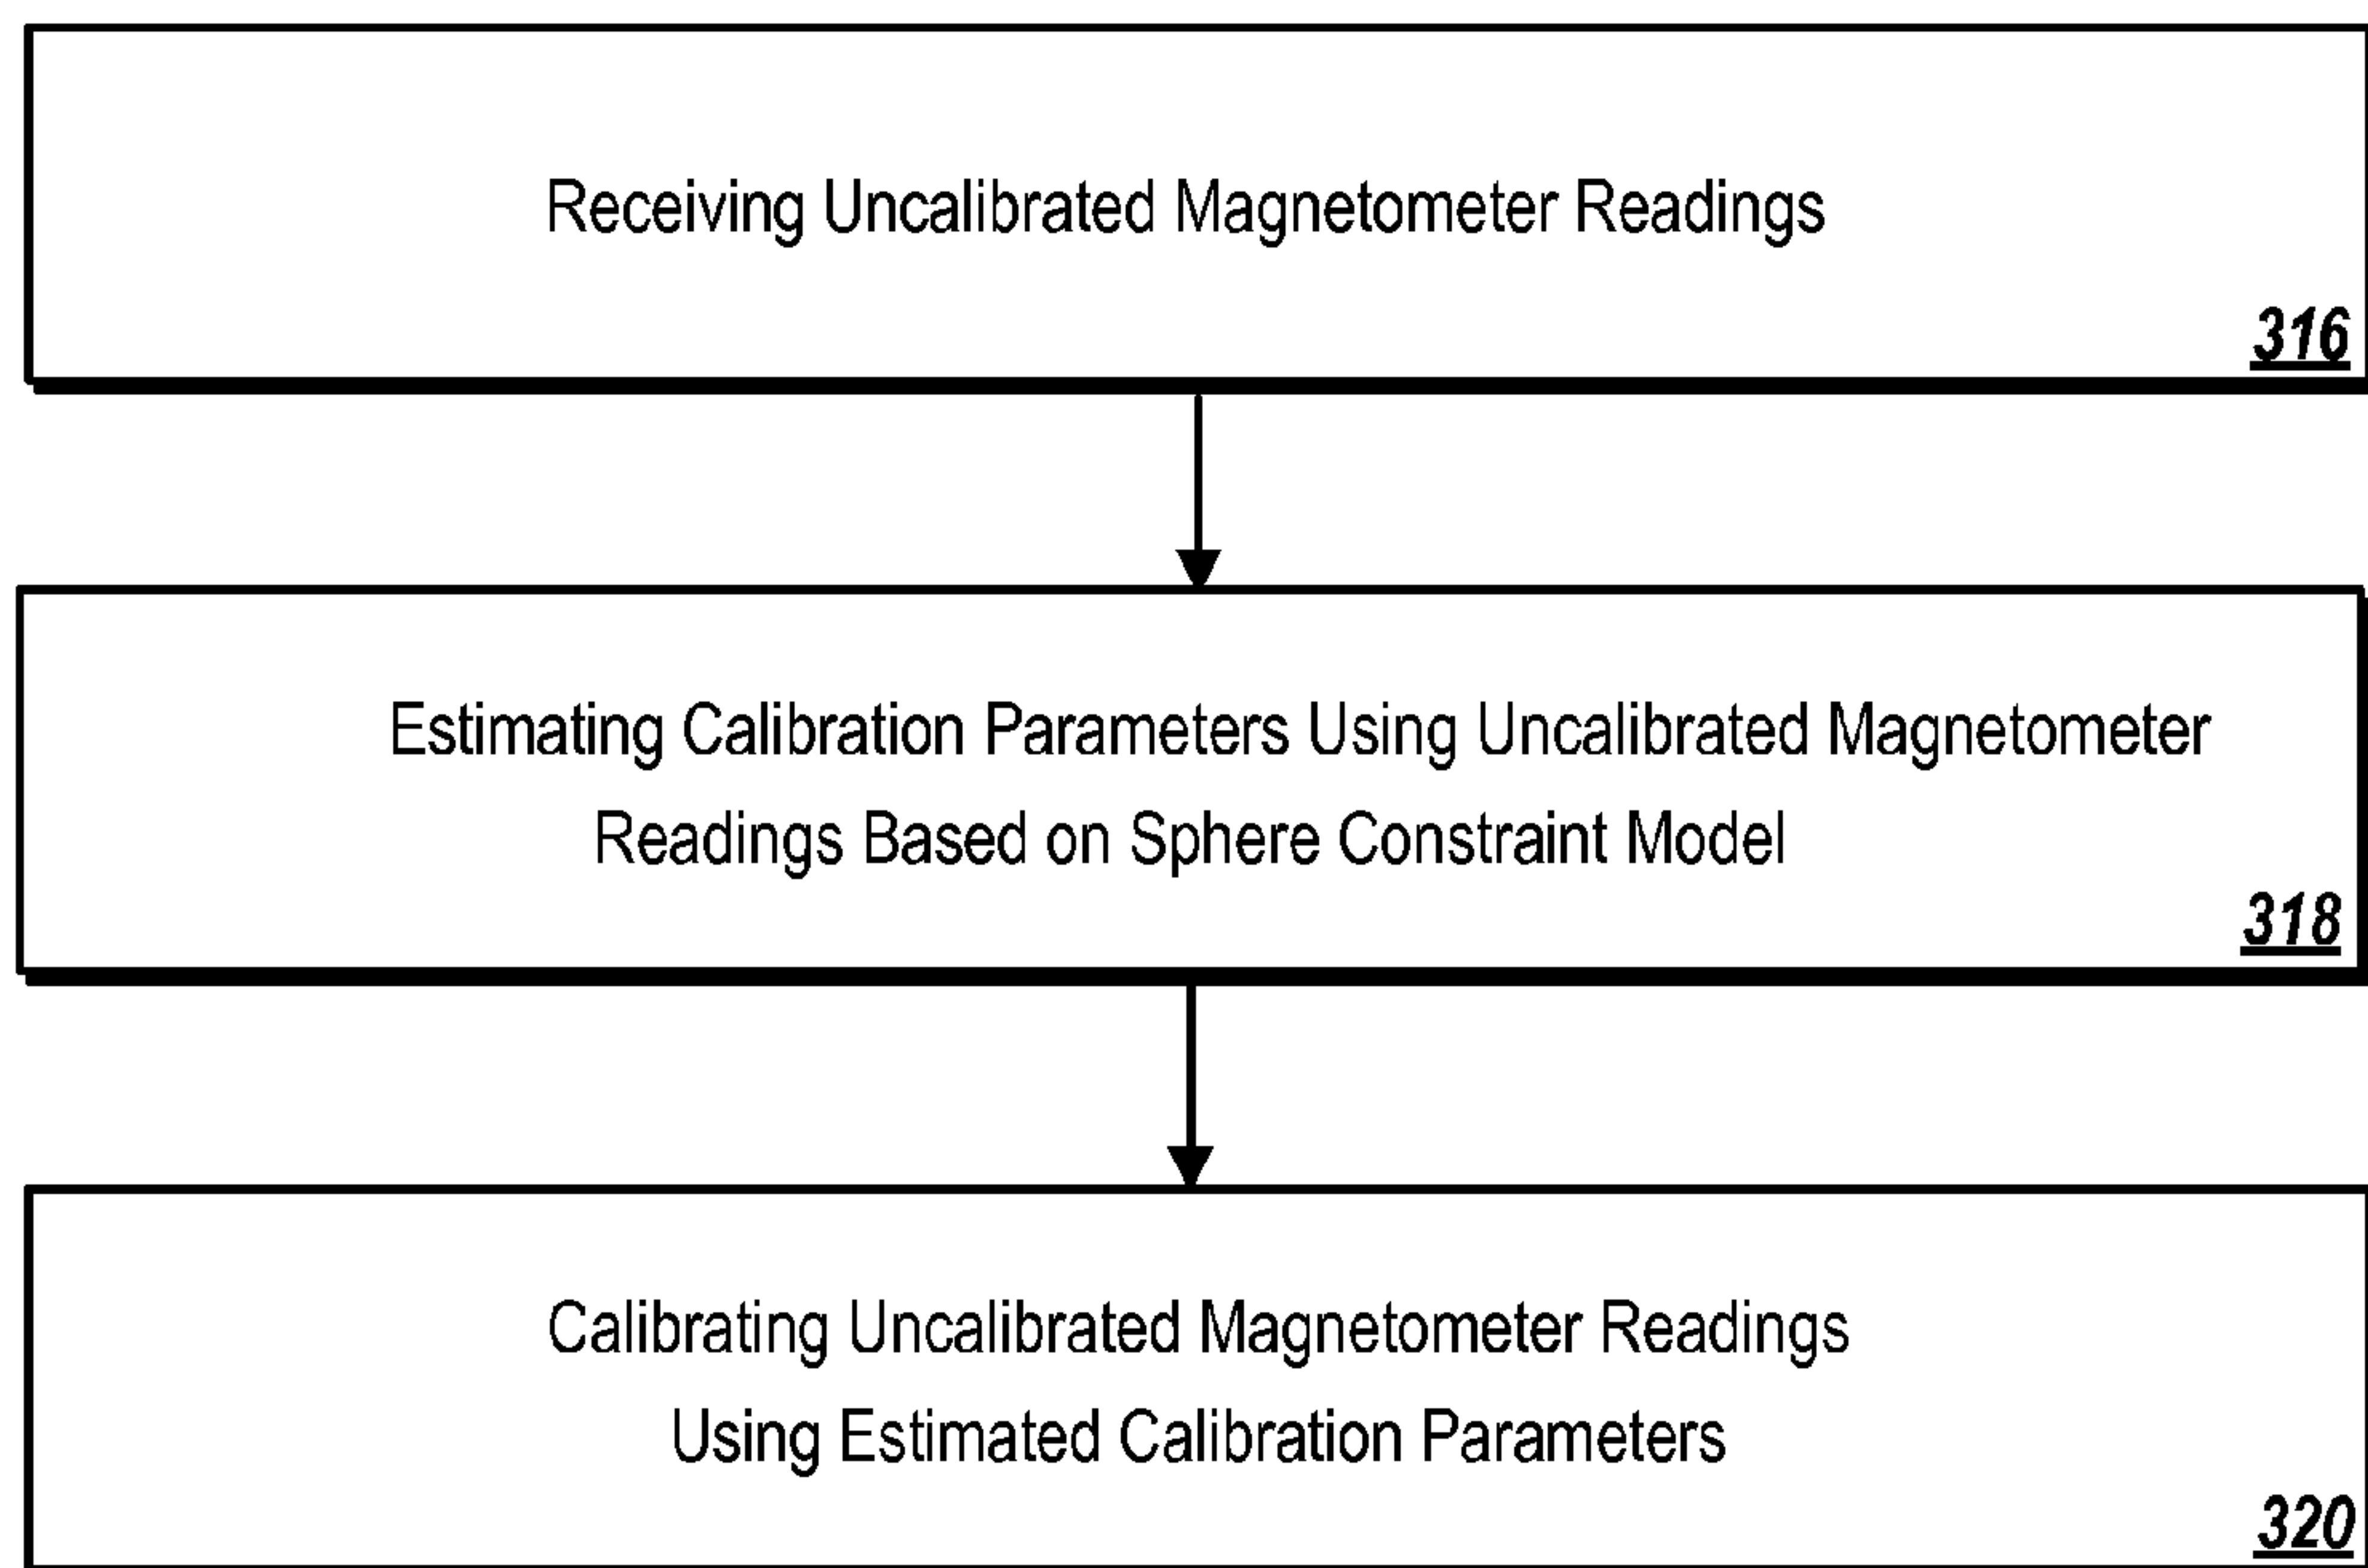 Receiving Uncalibrated Magnetometer Readings
316
Estimating Calibration Parameters Using Uncalibrated Magnetometer
Readings Based on Sphere Constraint Model
318
Calibrating Uncalibrated Magnetometer Readings
Using Estimated Calibration Parameters
320